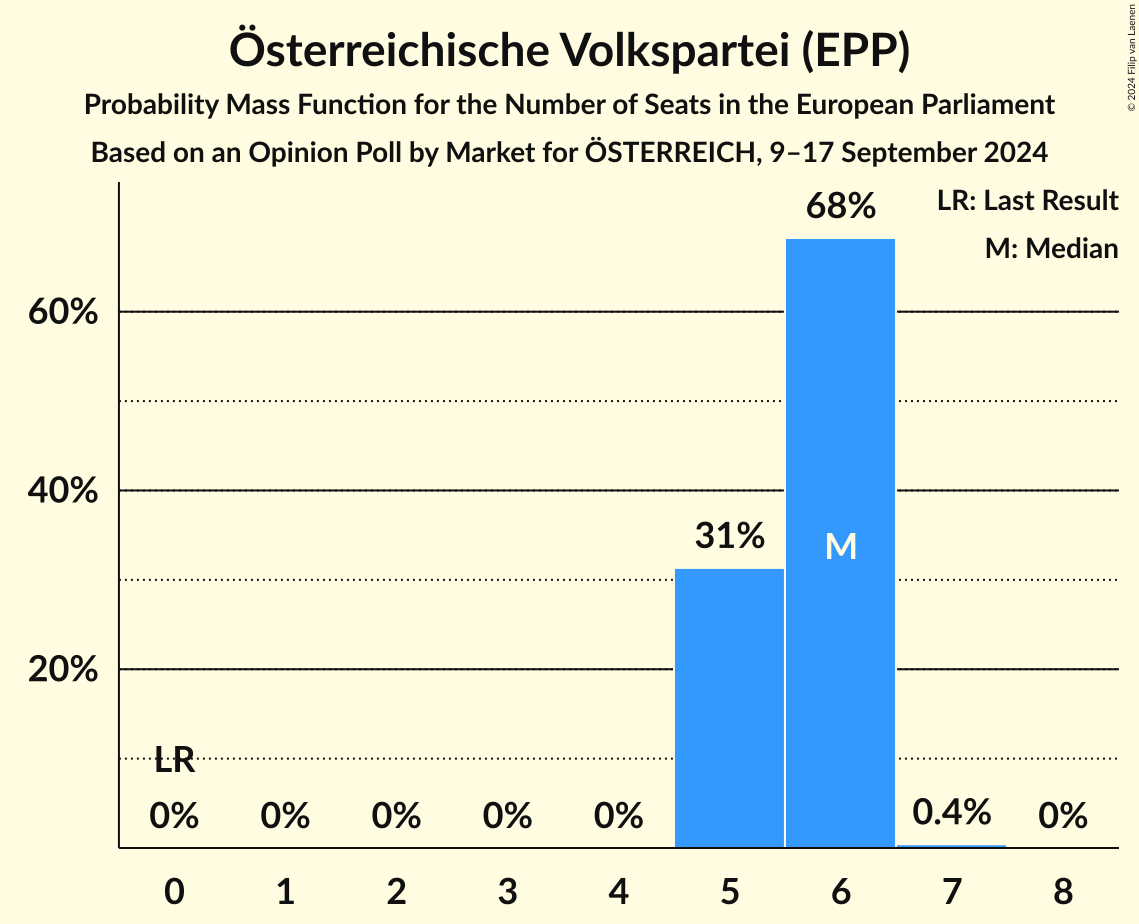 Österreichische Volkspartei (EPP)
Probability Mass Function for the Number of Seats in the European Parliament
Based on an Opinion Poll by Market for ÖSTERREICH, 9–17 September 2024
© 2024 Filip van Laenen
LR: Last Result
M: Median
68%
60%
40%
31%
M
20%
LR
0% 0% 0% 0% 0% 0.4% 0%
0 1 2 3 4 5 6 7 8